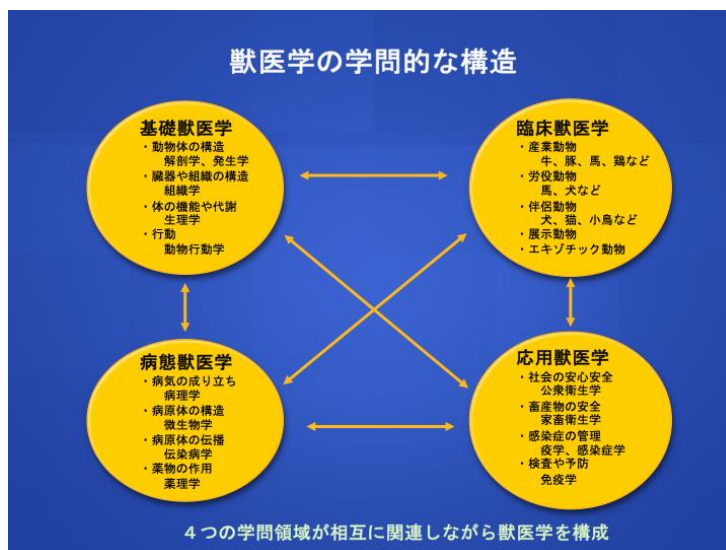 獣医学の学問的な構造
基礎獣医学
・動物体の構造
解剖学、発生学
・臓器や組織の構造
組織学
・体の機能や代謝
生理学
・行動
動物行動学
臨床獣医学
・産業動物
牛、豚、馬、鶏など
・労役動物
馬、犬など
・伴侶動物
犬、猫、小鳥など
・展示動物
・エキゾチック動物
病態獣医学
・病気の成り立ち
病理学
・病原体の構造
微生物学
・病原体の伝播
伝染病学
・薬物の作用
薬理学
応用獣医学
・社会の安心安全
公衆衛生学
・畜産物の安全
家畜衛生学
・感染症の管理
疫学、感染症学
・検査や予防
免疫学
４つの学問領域が相互に関連しながら獣医学を構成